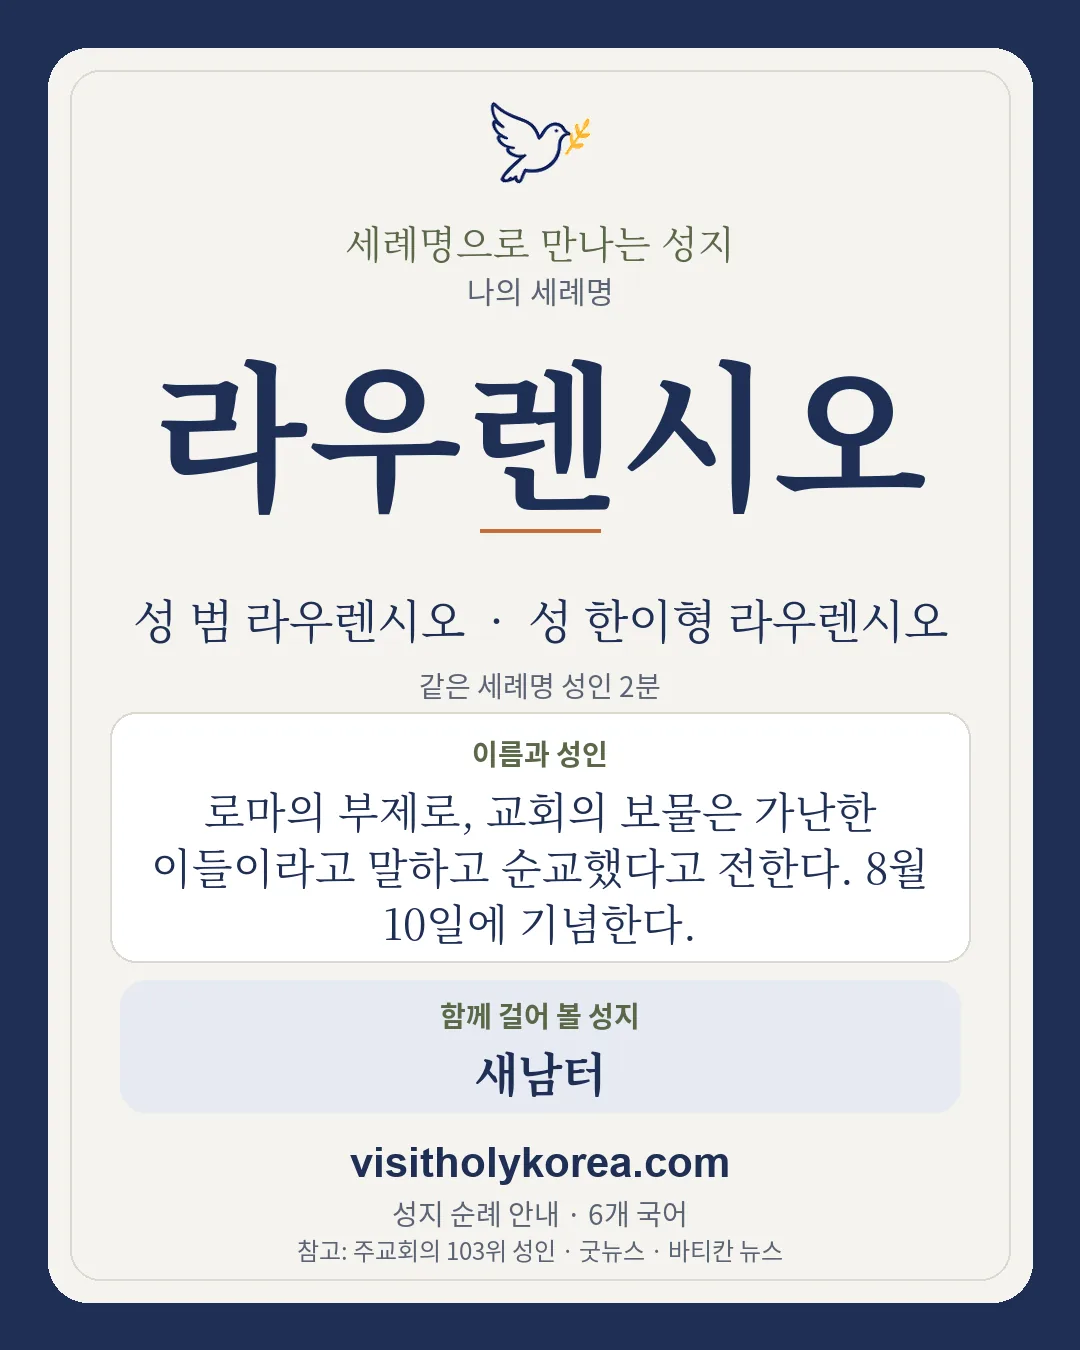 세례명으로 만나는 성지
나의 세례명
라우렌시오
성 범 라우렌시오 · 성 한이형 라우렌시오
같은 세례명 성인 2분
이름과 성인
로마의 부제로, 교회의 보물은 가난한
이들이라고 말하고 순교했다고 전한다. 8월
10일에 기념한다.
함께 걸어 볼 성지
새남터
visitholykorea.com
성지 순례 안내 · 6개 국어
참고: 주교회의 103위 성인 · 굿뉴스 · 바티칸 뉴스